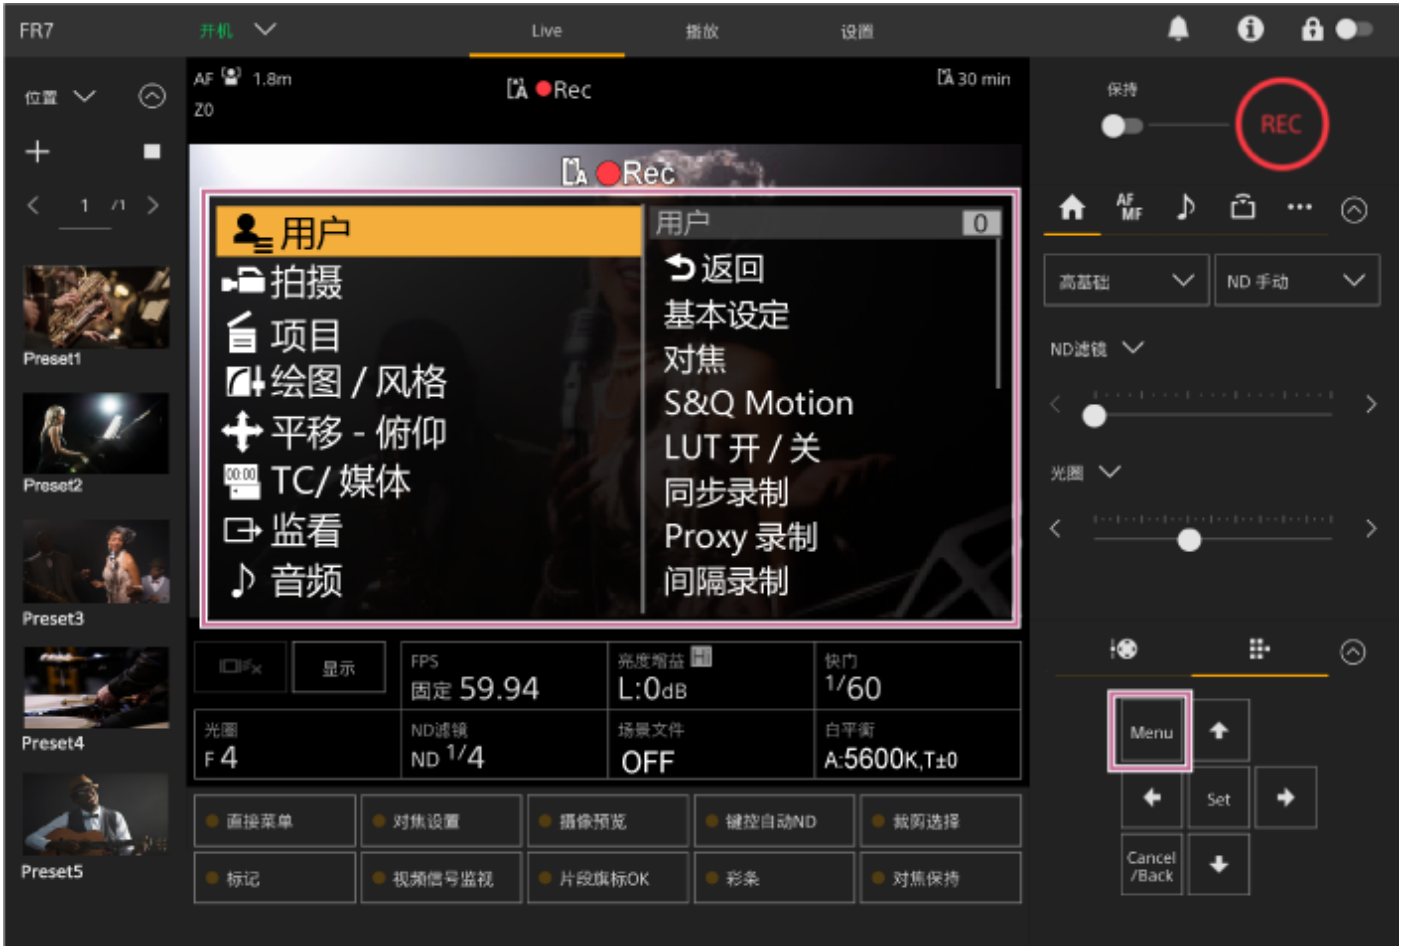 FR7
开机
Live
播放
设置
位置
1 /1
Preset1
Preset2
Preset3
Preset4
Preset5
AF 1.8m
Z0
A Rec
A 30 min
A Rec
用户
拍摄
项目
绘图 / 风格
平移 - 俯仰
00:00 TC/ 媒体
监看
音频
用户 0
返回
基本设定
对焦
S&Q Motion
LUT 开 / 关
同步录制
Proxy 录制
间隔录制
显示
FPS
固定 59.94
亮度增益 Hi
L:0dB
快门
1/60
光圈
F 4
ND滤镜
ND 1/4
场景文件
OFF
白平衡
A:5600K,T±0
直接菜单
对焦设置
摄像预览
键控自动ND
裁剪选择
标记
视频信号监视
片段旗标OK
彩条
对焦保持
保持
REC
AF
MF
高基础
ND 手动
ND滤镜
光圈
Menu
Set
Cancel
/Back